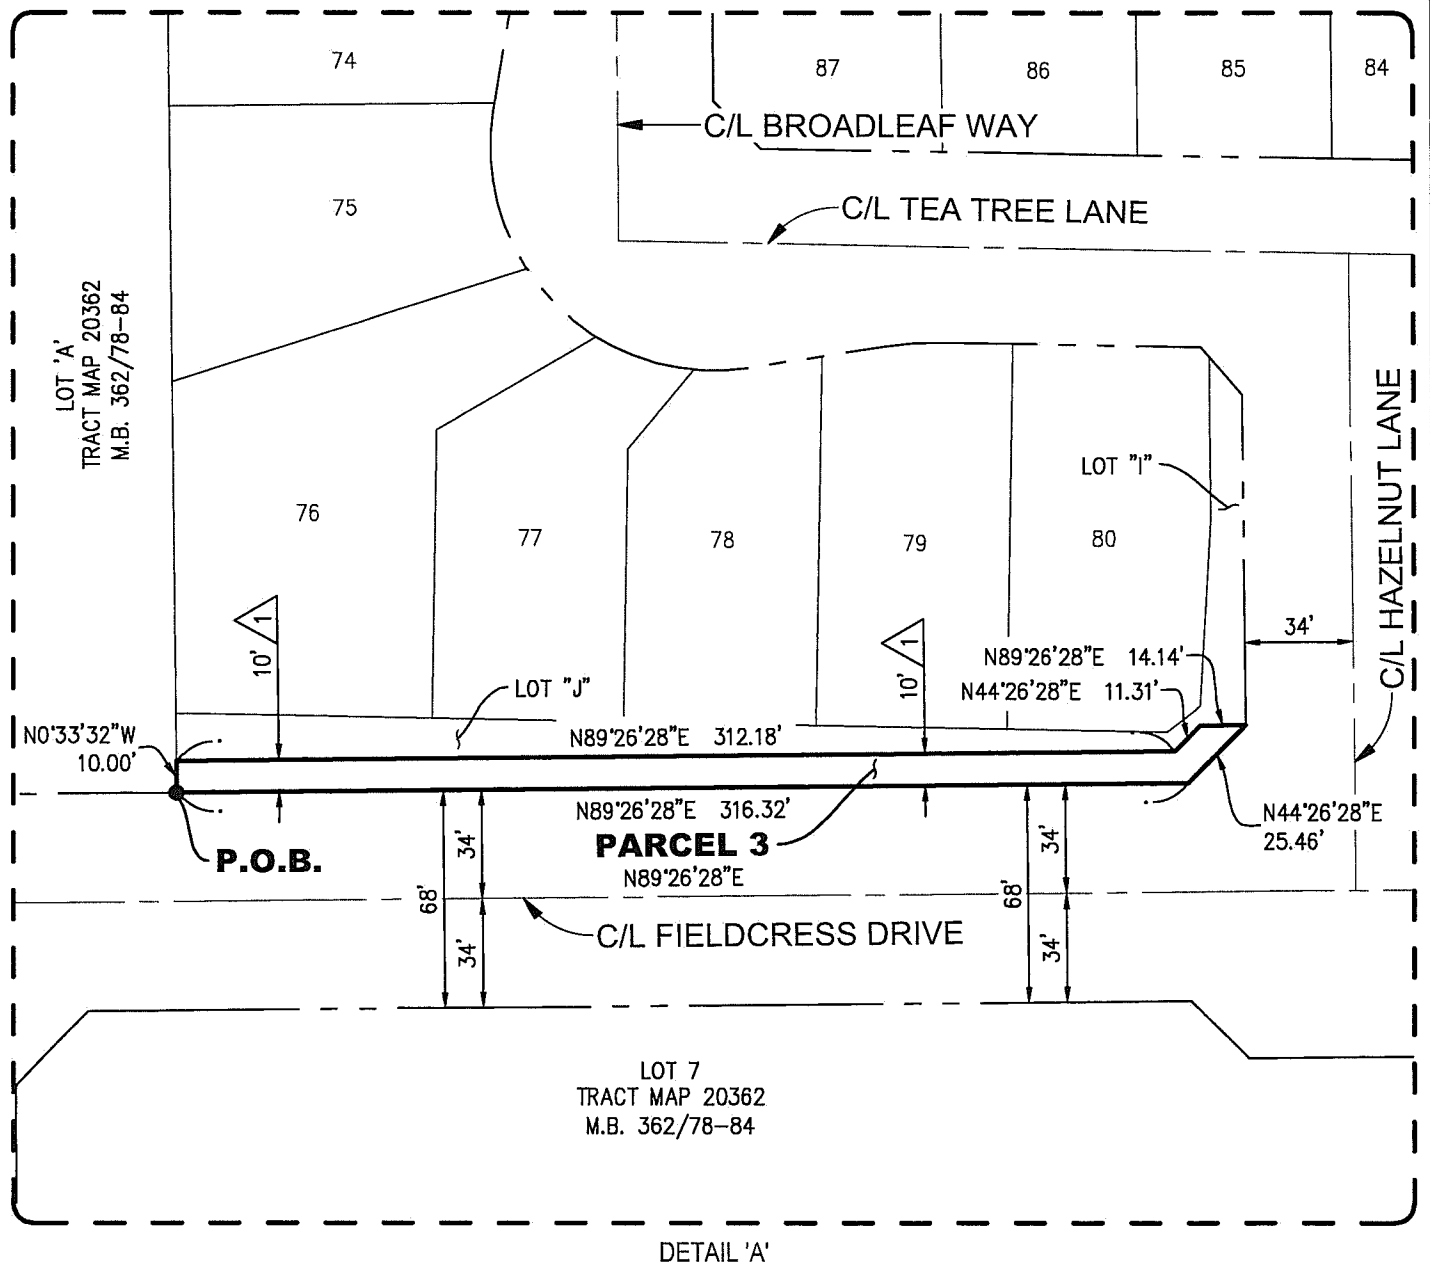 74
87
86
85
84
C/L BROADLEAF WAY
75
C/L TEA TREE LANE
LOT 'A'
TRACT MAP 20362
M.B. 362/78-84
C/L HAZELNUT LANE
LOT "I"
76
77
78
79
80
1
10'
1
10'
34'
N89°26'28"E 14.14'
N44°26'28"E 11.31'
LOT "J"
N0°33'32"W
10.00'
N89°26'28"E 312.18'
N89°26'28"E 316.32'
N44°26'28"E
25.46'
PARCEL 3
P.O.B.
N89°26'28"E
34'
68'
34'
34'
68'
34'
C/L FIELDCRESS DRIVE
LOT 7
TRACT MAP 20362
M.B. 362/78-84
DETAIL 'A'